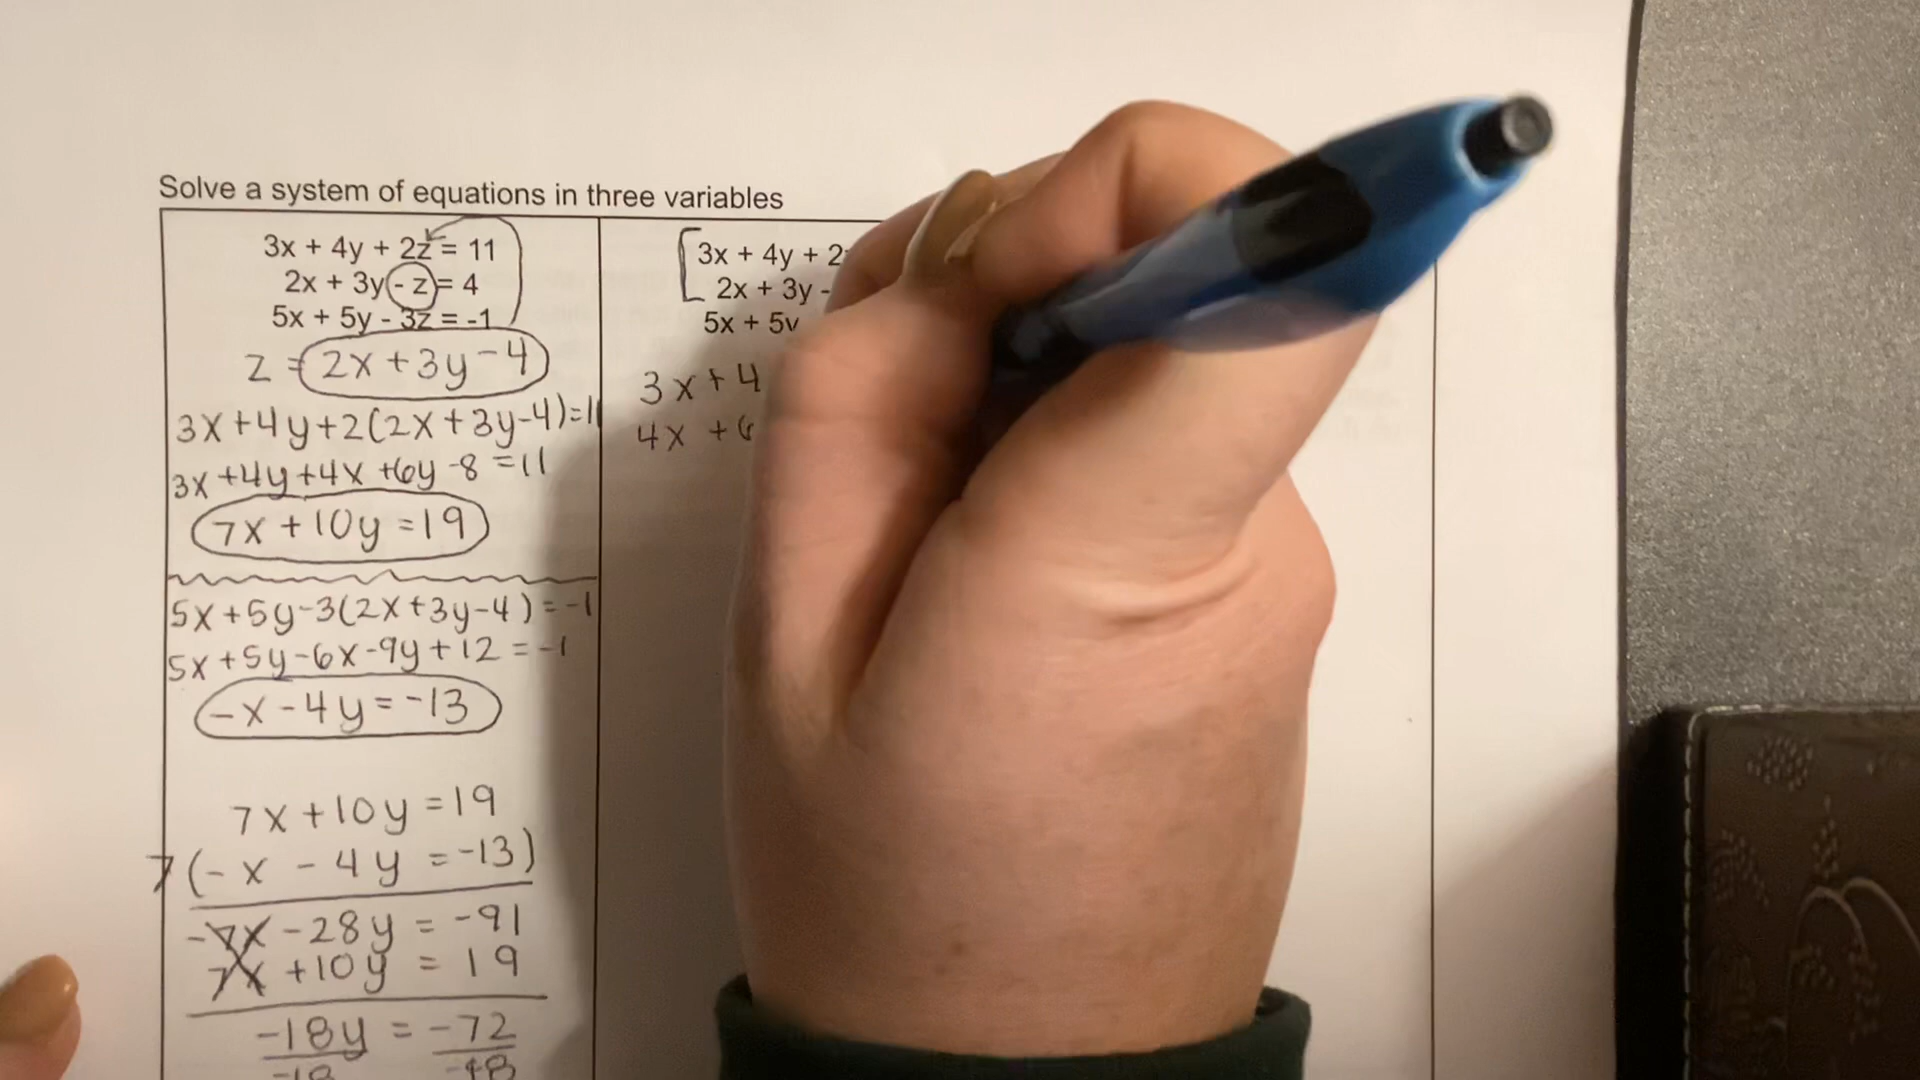 Solve a system of equations in three variables
3x + 4y + 2z = 11
2x + 3y - z = 4
5x + 5y - 3z = -1
z = 2x + 3y - 4
3x + 4y + 2(2x + 3y - 4) = 11
3x + 4y + 4x + 6y - 8 = 11
7x + 10y = 19
5x + 5y - 3(2x + 3y - 4) = -1
5x + 5y - 6x - 9y + 12 = -1
-x - 4y = -13
7x + 10y = 19
7(-x - 4y = -13)
-7x - 28y = -91
7x + 10y = 19
-18y = -72
-18 -18
3x + 4y + 2
2x + 3y -
5x + 5y
3x + 4
4x + 6